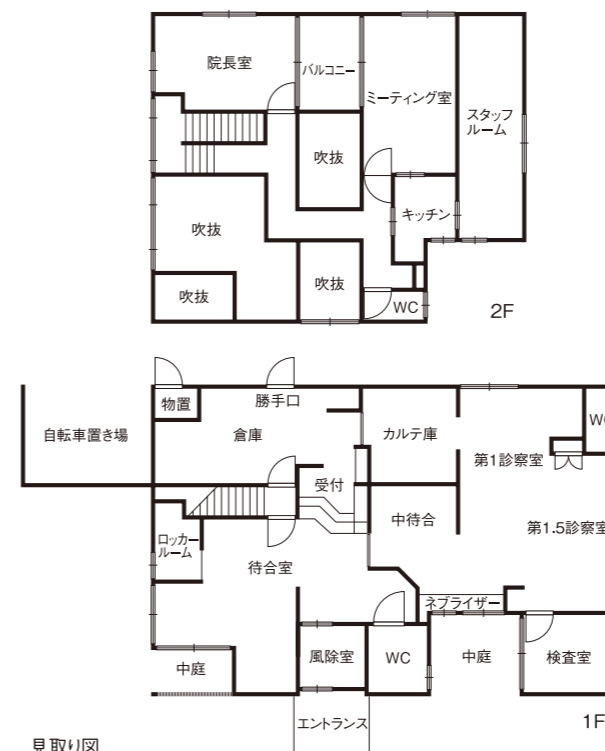 院長室
バルコニー
ミーティング室
スタッフ
ルーム
吹抜
吹抜
キッチン
吹抜
吹抜
WC
2F
物置
勝手口
自転車置き場
倉庫
カルテ庫
WC
第1診察室
受付
中待合
第1.5診察室
ロッカー
ルーム
待合室
ネブライザー
中庭
風除室
WC
中庭
検査室
エントランス
1F
見取り図